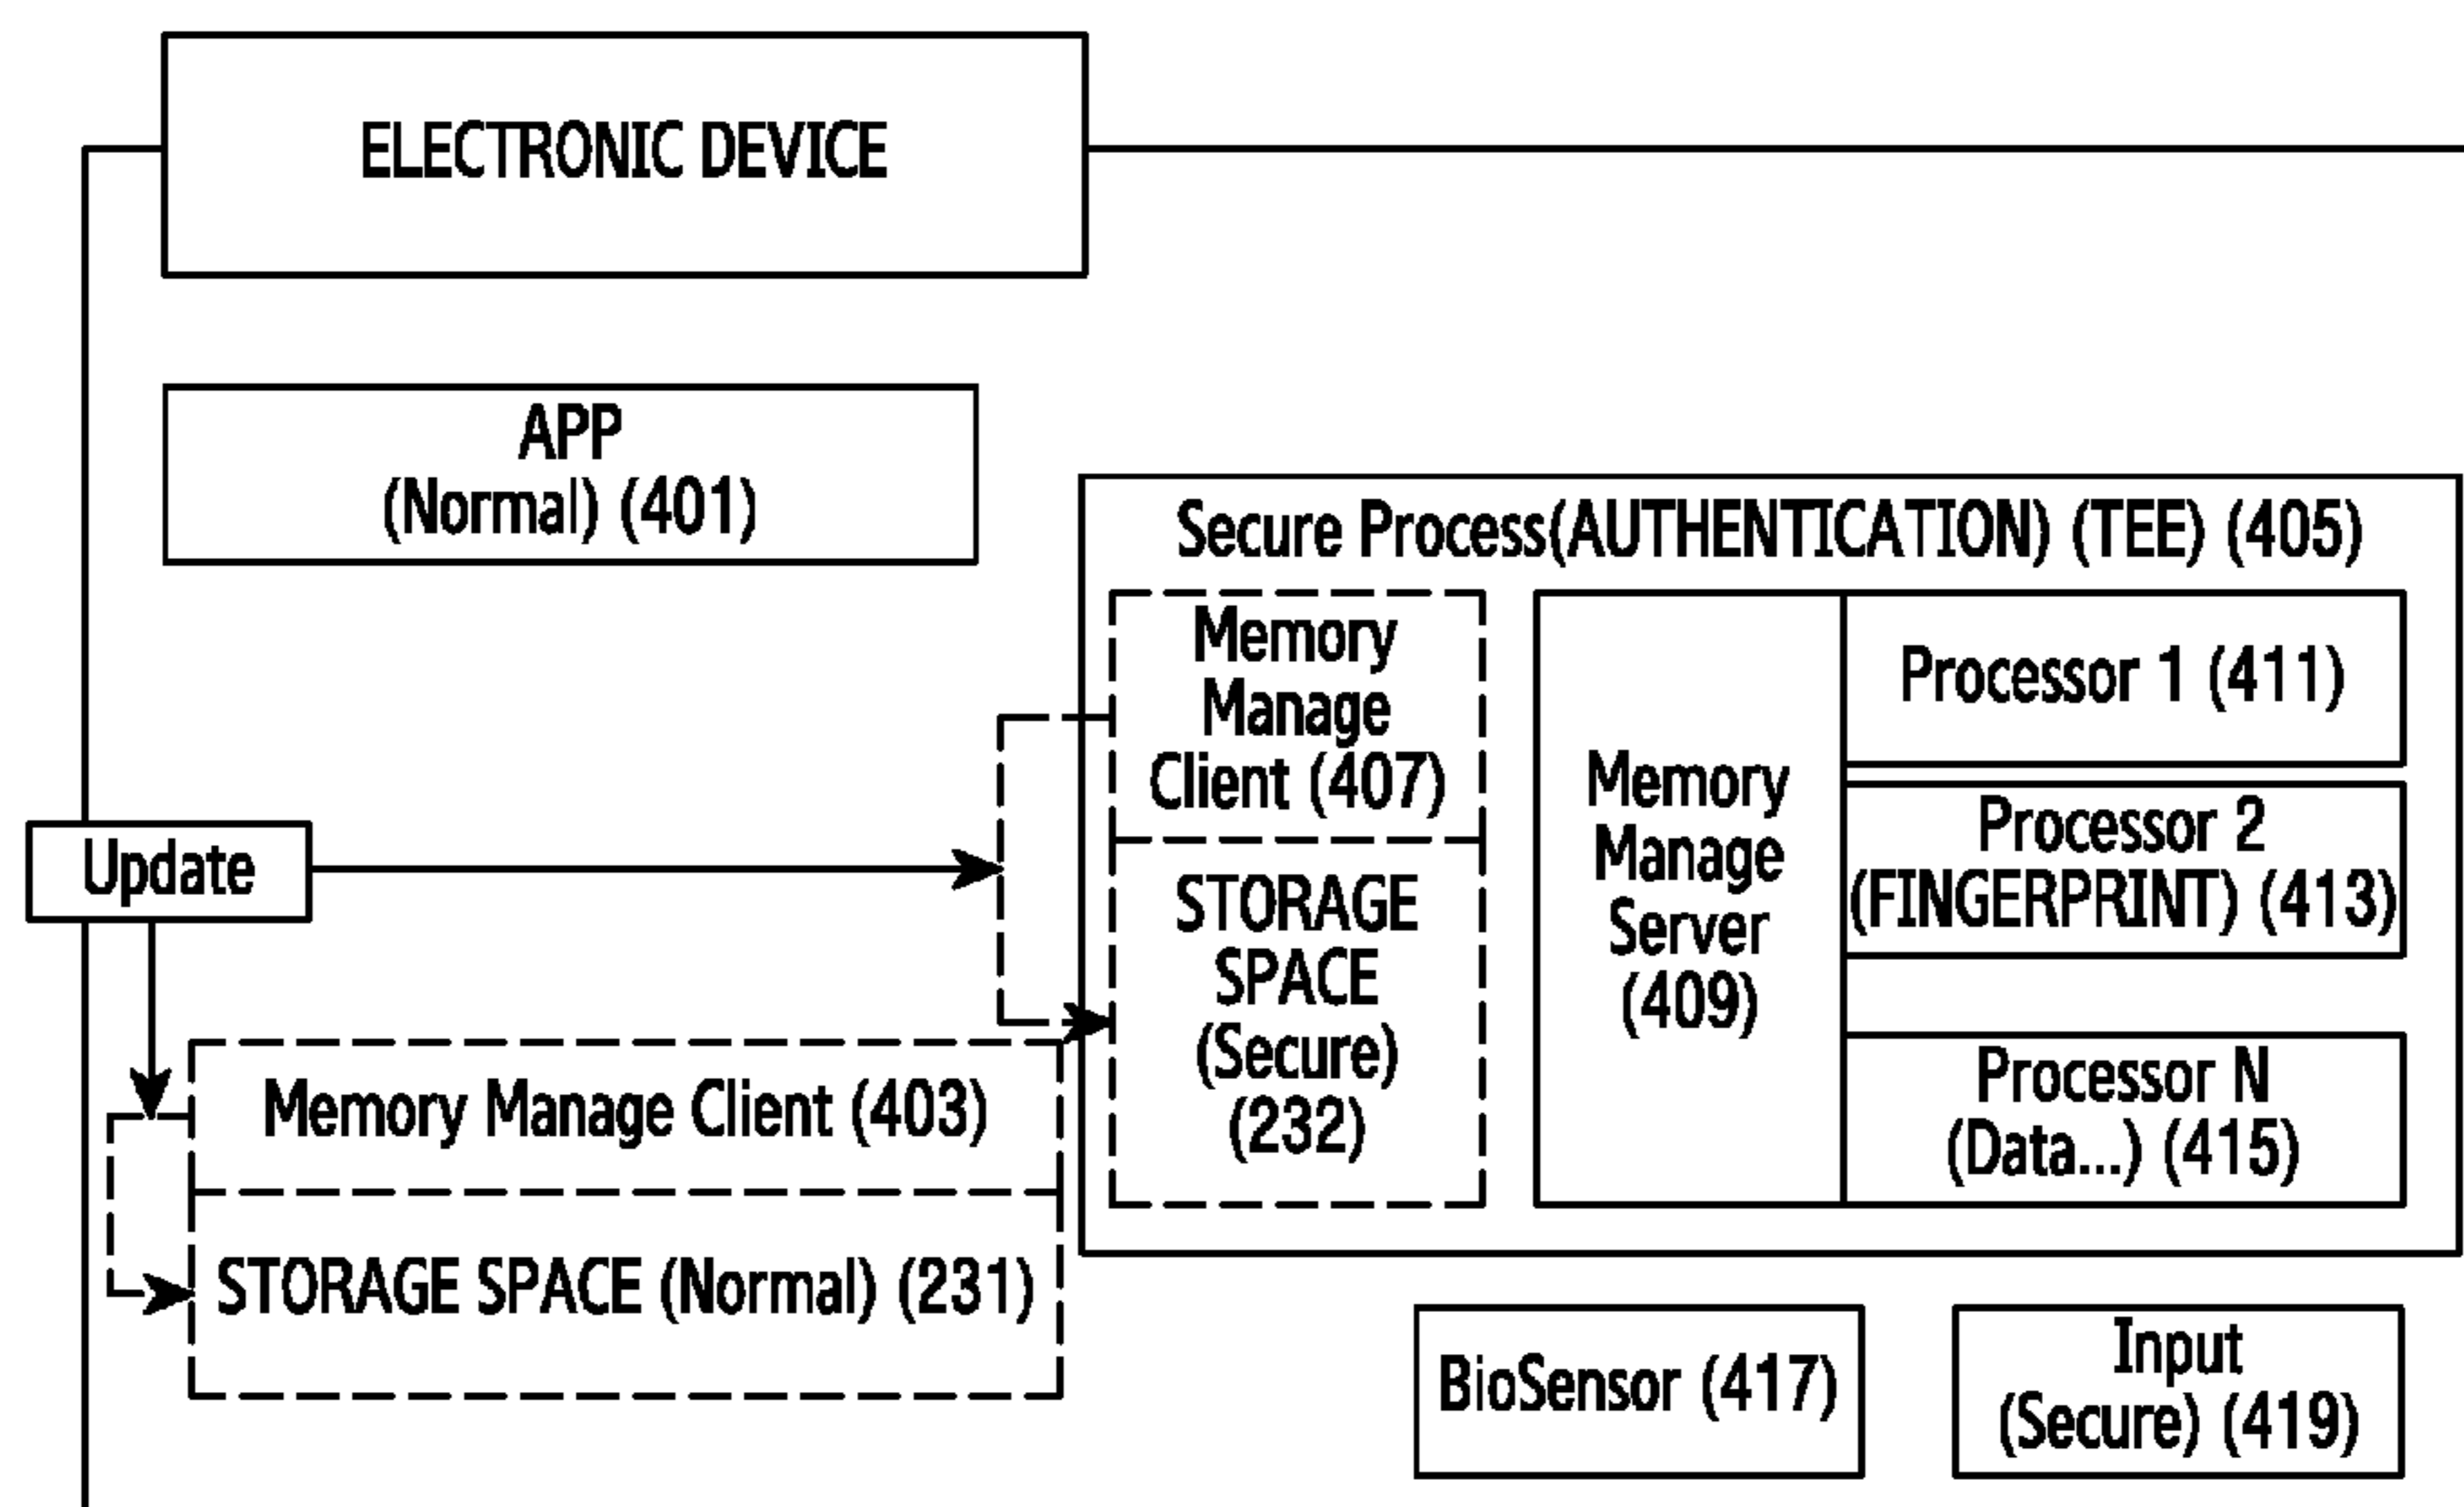 ELECTRONIC DEVICE
APP
(Normal) (401)
Secure Process(AUTHENTICATION) (TEE) (405)
Memory
Manage
Client (407)
STORAGE
SPACE
(Secure)
(232)
Memory
Manage
Server
(409)
Processor 1 (411)
Processor 2
(FINGERPRINT) (413)
Processor N
(Data...) (415)
Update
Memory Manage Client (403)
STORAGE SPACE (Normal) (231)
BioSensor (417)
Input
(Secure) (419)